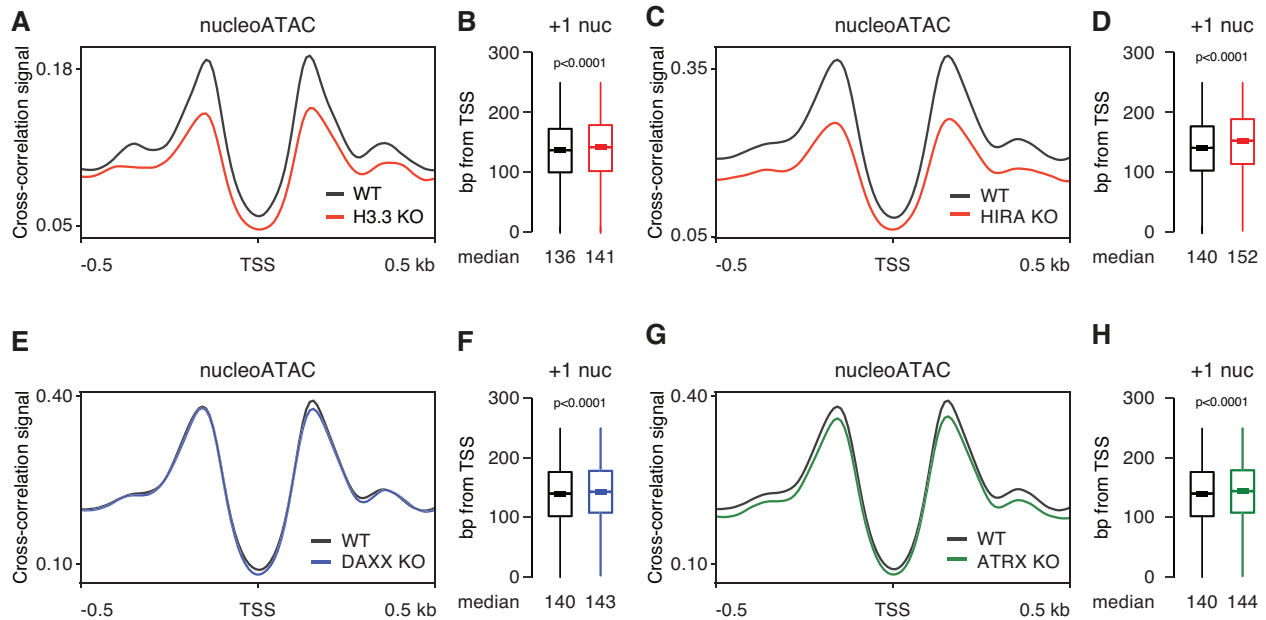 A
nucleoATAC
Cross-correlation signal
0.18
0.05
WT
H3.3 KO
-0.5
TSS
0.5 kb
B
+1 nuc
bp from TSS
300
200
100
0
p<0.0001
median
136
141
C
nucleoATAC
Cross-correlation signal
0.35
0.05
WT
HIRA KO
-0.5
TSS
0.5 kb
D
+1 nuc
bp from TSS
300
200
100
0
p<0.0001
median
140
152
E
nucleoATAC
Cross-correlation signal
0.40
0.10
WT
DAXX KO
-0.5
TSS
0.5 kb
F
+1 nuc
bp from TSS
300
200
100
0
p<0.0001
median
140
143
G
nucleoATAC
Cross-correlation signal
0.40
0.10
WT
ATRX KO
-0.5
TSS
0.5 kb
H
+1 nuc
bp from TSS
300
200
100
0
p<0.0001
median
140
144